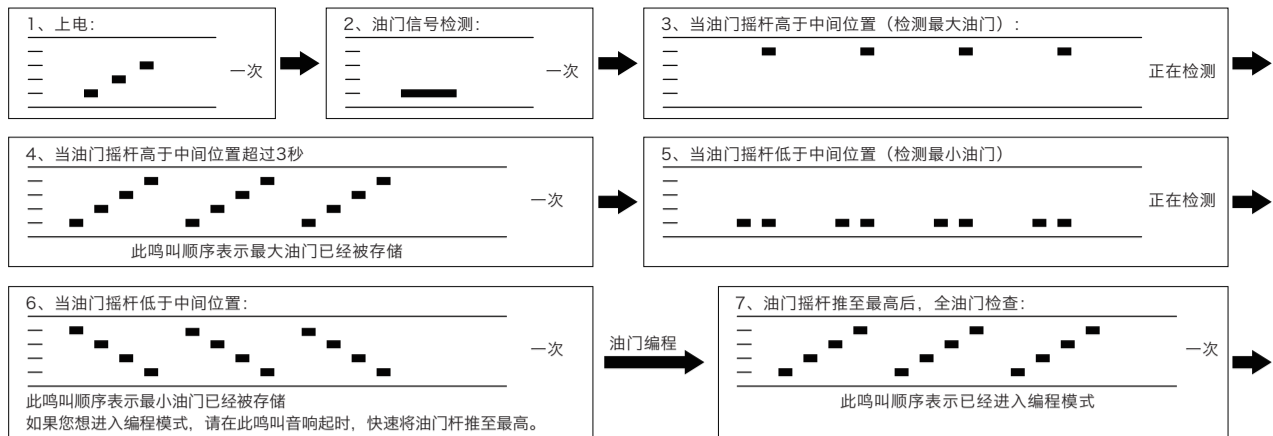 1、上电:
一次
2、油门信号检测:
一次
3、当油门摇杆高于中间位置（检测最大油门）:
正在检测
4、当油门摇杆高于中间位置超过3秒
一次
此鸣叫顺序表示最大油门已经被存储
5、当油门摇杆低于中间位置（检测最小油门）
正在检测
6、当油门摇杆低于中间位置:
一次
此鸣叫顺序表示最小油门已经被存储
如果您想进入编程模式，请在此鸣叫音响起时，快速将油门杆推至最高。
油门编程
7、油门摇杆推至最高后，全油门检查:
一次
此鸣叫顺序表示已经进入编程模式